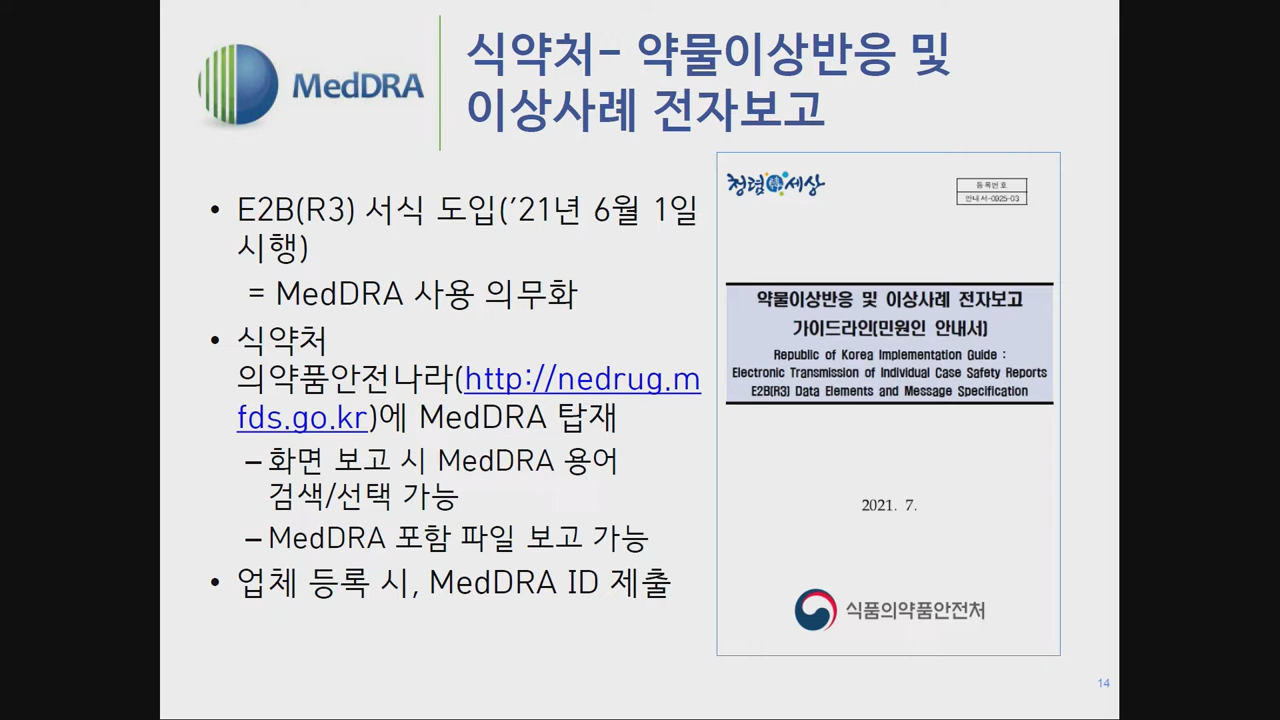 MedDRA
식약처- 약물이상반응 및
이상사례 전자보고
• E2B(R3) 서식 도입('21년 6월 1일
시행)
= MedDRA 사용 의무화
• 식약처
의약품안전나라(http://nedrug.m
fds.go.kr)에 MedDRA 탑재
– 화면 보고 시 MedDRA 용어
검색/선택 가능
– MedDRA 포함 파일 보고 가능
• 업체 등록 시, MedDRA ID 제출
청렴 세상
등록번호
안내서-0925-03
약물이상반응 및 이상사례 전자보고
가이드라인(민원인 안내서)
Republic of Korea Implementation Guide :
Electronic Transmission of Individual Case Safety Reports
E2B(R3) Data Elements and Message Specification
2021. 7.
식품의약품안전처
14